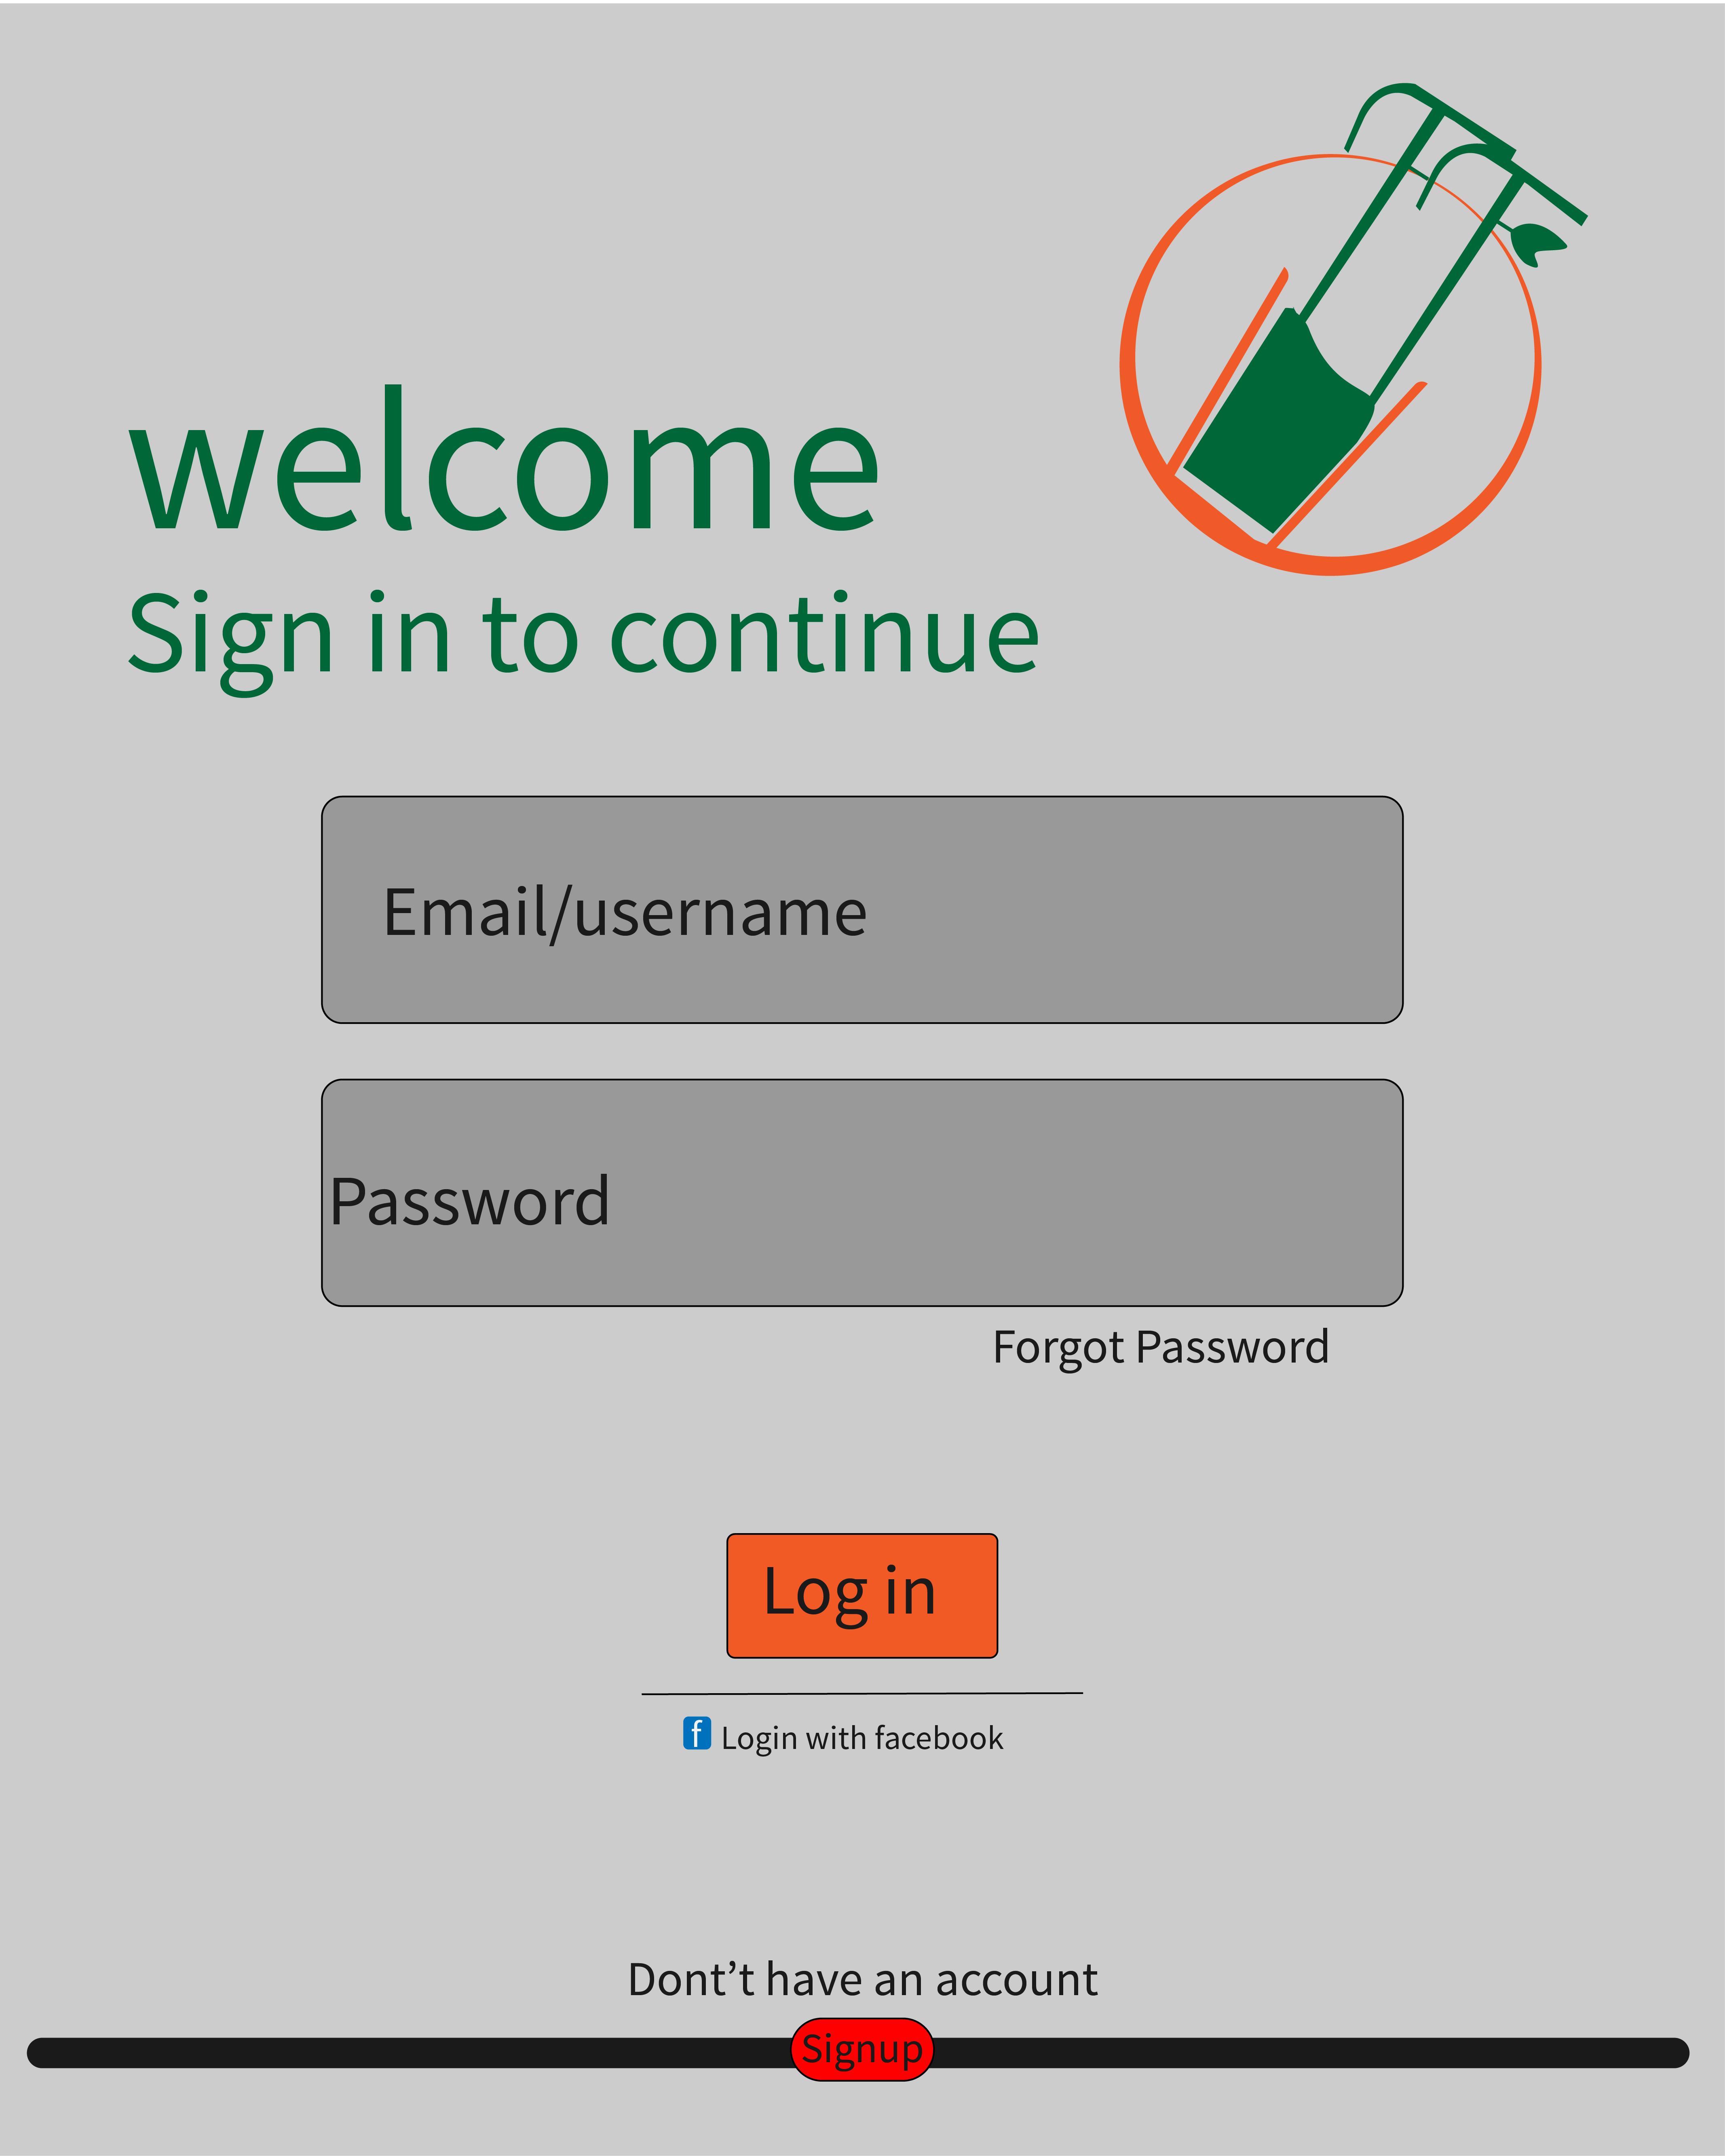 welcome
Sign in to continue
Email/username
Password
Forgot Password
Log in
f Login with facebook
Dont’t have an account
Signup